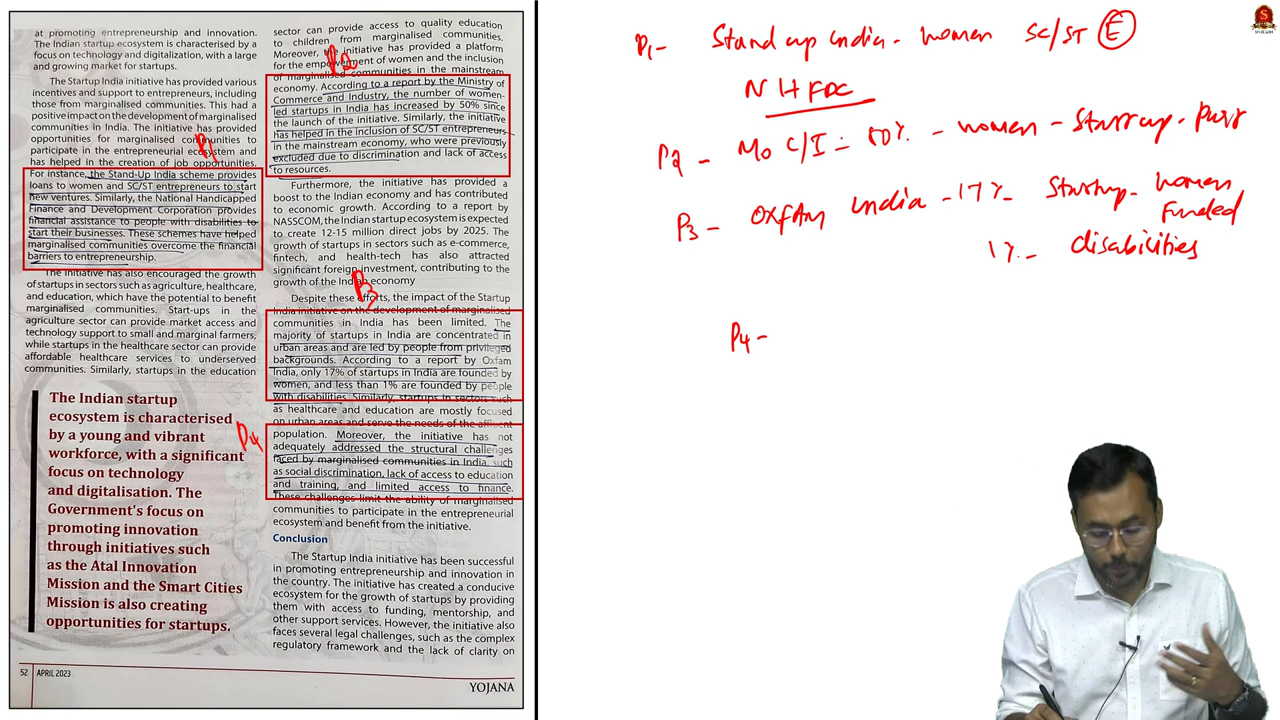 at promoting entrepreneurship and innovation.
The Indian startup ecosystem is characterised by a
focus on technology and digitalization, with a large
and growing market for startups.
The Startup India initiative has provided various
incentives and support to entrepreneurs, including
those from marginalised communities. This had a
positive impact on the development of marginalised
communities in India. The initiative has provided
opportunities for marginalised communities to
participate in the entrepreneurial ecosystem and
has helped in the creation of job opportunities.
For instance, the Stand-Up India scheme provides
loans to women and SC/ST entrepreneurs to start
new ventures. Similarly, the National Handicapped
Finance and Development Corporation provides
financial assistance to people with disabilities to
start their businesses. These schemes have helped
marginalised communities overcome the financial
barriers to entrepreneurship.
P1
The initiative has also encouraged the growth
of startups in sectors such as agriculture, healthcare,
and education, which have the potential to benefit
marginalised communities. Start-ups in the
agriculture sector can provide market access and
technology support to small and marginal farmers,
while startups in the healthcare sector can provide
affordable healthcare services to underserved
communities. Similarly, startups in the education
The Indian startup
ecosystem is characterised
by a young and vibrant
workforce, with a significant
focus on technology
and digitalisation. The
Government's focus on
promoting innovation
through initiatives such
as the Atal Innovation
Mission and the Smart Cities
Mission is also creating
opportunities for startups.
52 APRIL 2023
sector can provide access to quality education
to children from marginalised communities.
Moreover, the initiative has provided a platform
for the empowerment of women and the inclusion
of marginalised communities in the mainstream
economy. According to a report by the Ministry of
Commerce and Industry, the number of women-
led startups in India has increased by 50% since
the launch of the initiative. Similarly, the initiative
has helped in the inclusion of SC/ST entrepreneurs
in the mainstream economy, who were previously
excluded due to discrimination and lack of access
to resources.
P2
Furthermore, the initiative has provided a
boost to the Indian economy and has contributed
to economic growth. According to a report by
NASSCOM, the Indian startup ecosystem is expected
to create 12-15 million direct jobs by 2025. The
growth of startups in sectors such as e-commerce,
fintech, and health-tech has also attracted
significant foreign investment, contributing to the
growth of the Indian economy
P3
Despite these efforts, the impact of the Startup
India initiative on the development of marginalised
communities in India has been limited. The
majority of startups in India are concentrated in
urban areas and are led by people from privileged
backgrounds. According to a report by Oxfam
India, only 17% of startups in India are founded by
women, and less than 1% are founded by people
with disabilities. Similarly, startups in sectors such
as healthcare and education are mostly focused
on urban areas and serve the needs of the affluent
population. Moreover, the initiative has not
adequately addressed the structural challenges
faced by marginalised communities in India, such
as social discrimination, lack of access to education
and training, and limited access to finance.
These challenges limit the ability of marginalised
communities to participate in the entrepreneurial
ecosystem and benefit from the initiative.
P4
Conclusion
The Startup India initiative has been successful
in promoting entrepreneurship and innovation in
the country. The initiative has created a conducive
ecosystem for the growth of startups by providing
them with access to funding, mentorship, and
other support services. However, the initiative also
faces several legal challenges, such as the complex
regulatory framework and the lack of clarity on
YOJANA
P1- Stand up India - women SC/ST E
NHFDC
P2 - Mo C/I = 50% - women - Startup -
P3 - Oxfam India - 17% - Startup - women
funded
1% - disabilities
P4 -